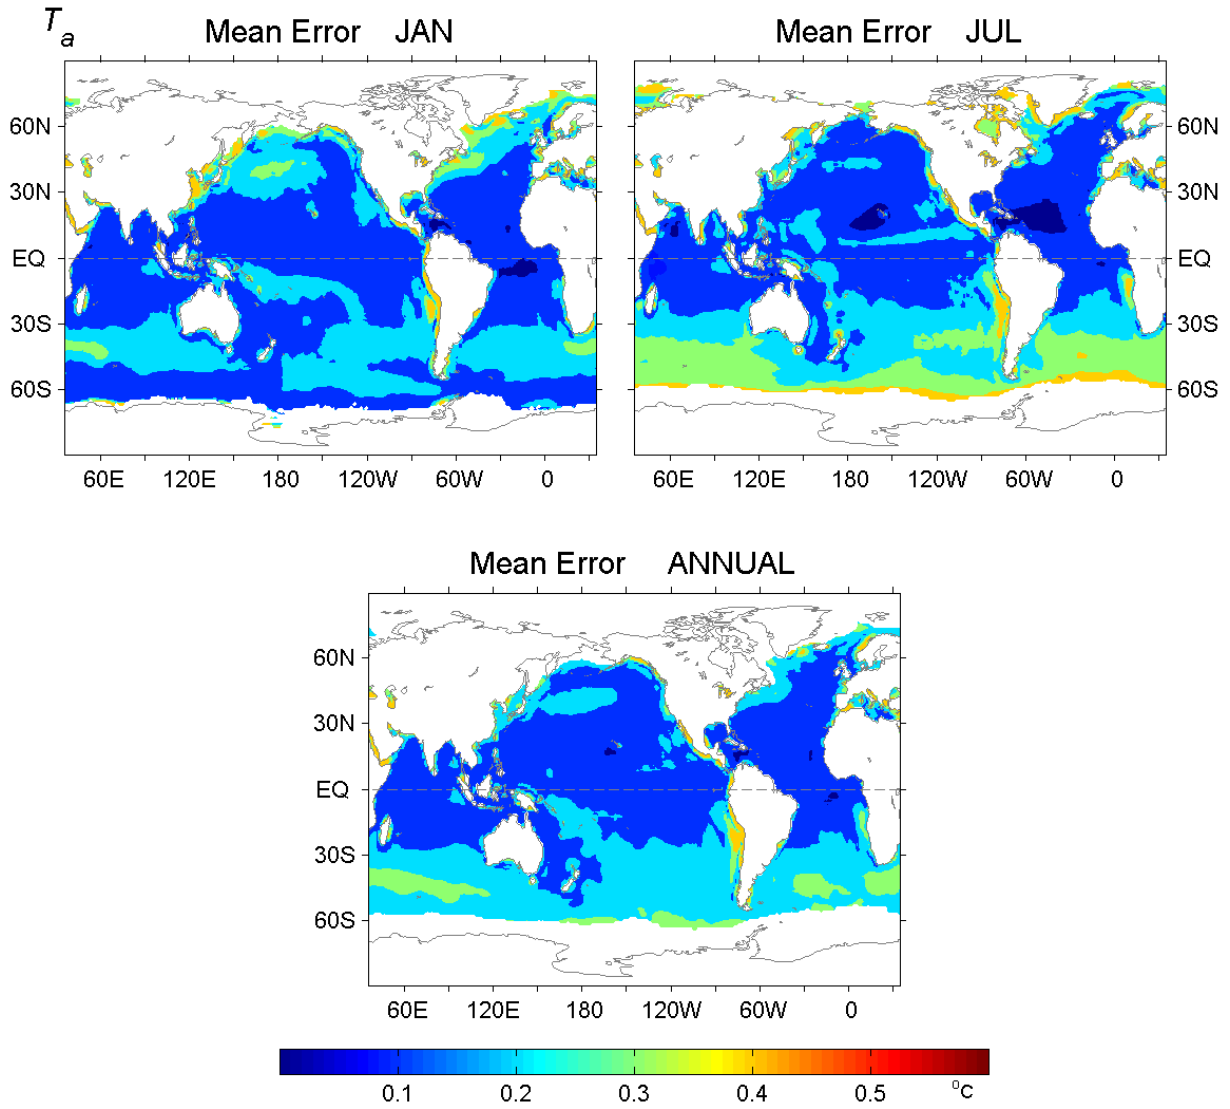 Ta
Mean Error JAN
Mean Error JUL
60N
30N
EQ
30S
60S
60N
30N
EQ
30S
60S
60E 120E 180 120W 60W 0
60E 120E 180 120W 60W 0
Mean Error ANNUAL
60N
30N
EQ
30S
60S
60E 120E 180 120W 60W 0
0.1 0.2 0.3 0.4 0.5 °C